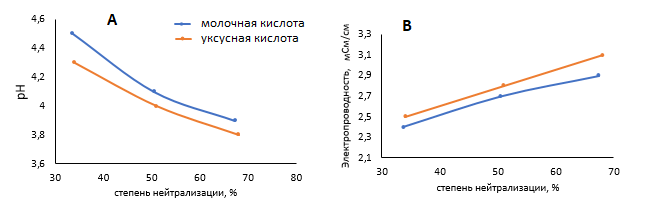 A
молочная кислота
уксусная кислота
4,6
4,4
4,2
4
3,8
3,6
pH
30 40 50 60 70 80
степень нейтрализации, %
B
3,3
3,1
2,9
2,7
2,5
2,3
2,1
Электропроводность, мСм/см
30 40 50 60 70
степень нейтрализации, %